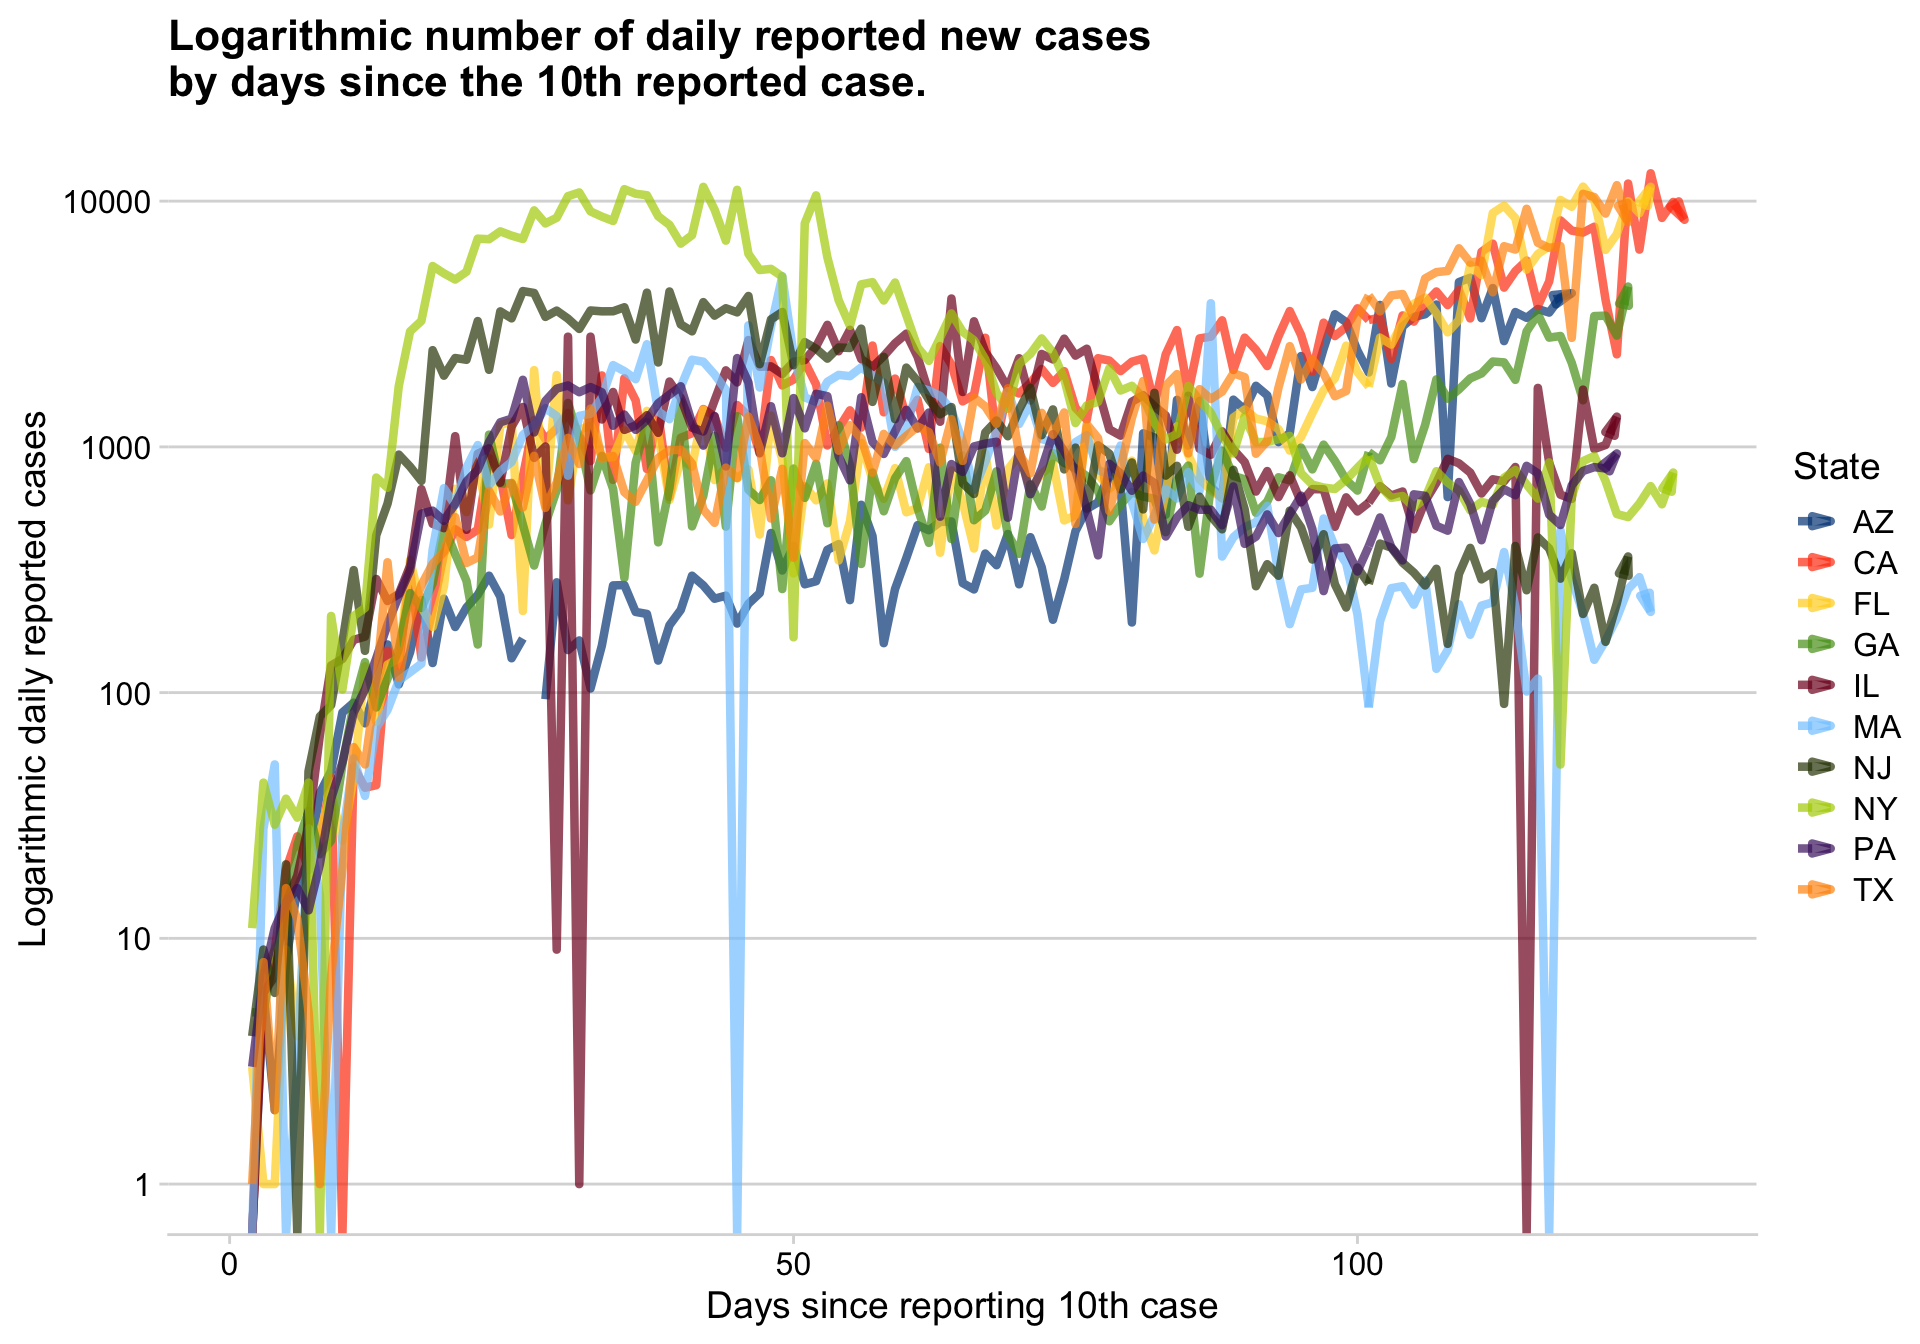 Logarithmic number of daily reported new cases
by days since the 10th reported case.
10000
1000
100
10
1
Logarithmic daily reported cases
0
50
100
Days since reporting 10th case
State
AZ
CA
FL
GA
IL
MA
NJ
NY
PA
TX